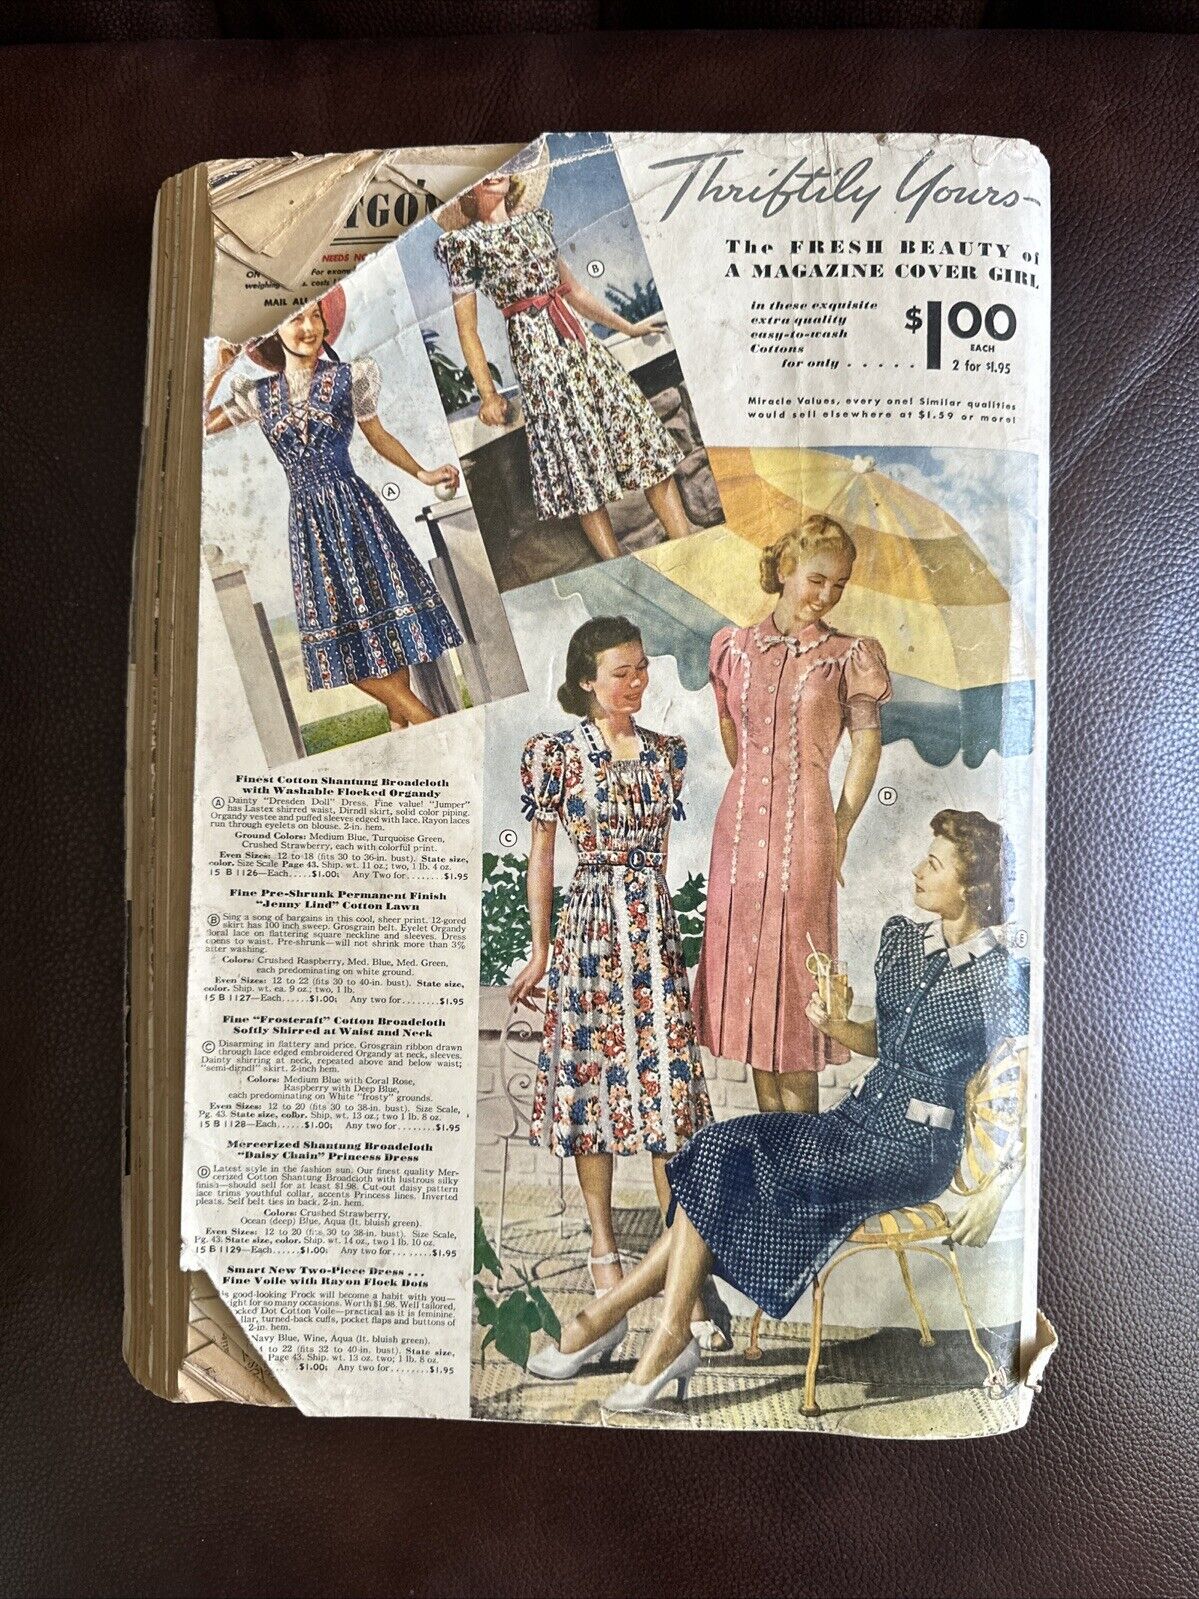 TGOM
NEEDS NO
ON
For exam
weighing
costs
MAIL ALL
Thriftily Yours-
The FRESH BEAUTY of
A MAGAZINE COVER GIRL
in these exquisite
extra-quality
easy-to-wash
Cottons
for only . . . . .
$1.00
EACH
2 for $1.95
Miracle Values, every one! Similar qualities
would sell elsewhere at $1.59 or more!
A
B
C
D
E
Finest Cotton Shantung Broadcloth
with Washable Flocked Organdy
A Dainty "Dresden Doll" Dress. Fine value! "Jumper"
has Lastex shirred waist, Dirndl skirt, solid color piping.
Organdy vestee and puffed sleeves edged with lace. Rayon laces
run through eyelets on blouse. 2-in. hem.
Ground Colors: Medium Blue, Turquoise Green,
Crushed Strawberry, each with colorful print.
Even Sizes: 12 to 18 (fits 30 to 36-in. bust). State size,
color. Size Scale Page 43. Ship. wt. 11 oz.; two, 1 lb. 4 oz.
15 B 1126—Each.....$1.00; Any Two for........$1.95
Fine Pre-Shrunk Permanent Finish
"Jenny Lind" Cotton Lawn
B Sing a song of bargains in this cool, sheer print. 12-gored
skirt has 100 inch sweep. Grosgrain belt. Eyelet Organdy
floral lace on flattering square neckline and sleeves. Dress
opens to waist. Pre-shrunk—will not shrink more than 3%
after washing.
Colors: Crushed Raspberry, Med. Blue, Med. Green,
each predominating on white ground.
Even Sizes: 12 to 22 (fits 30 to 40-in. bust). State size,
color. Ship. wt. ea. 9 oz.; two, 1 lb.
15 B 1127—Each......$1.00; Any two for........$1.95
Fine "Frostcraft" Cotton Broadcloth
Softly Shirred at Waist and Neck
C Disarming in flattery and price. Grosgrain ribbon drawn
through lace edged embroidered Organdy at neck, sleeves.
Dainty shirring at neck, repeated above and below waist;
"semi-dirndl" skirt. 2-inch hem.
Colors: Medium Blue with Coral Rose,
Raspberry with Deep Blue,
each predominating on White "frosty" grounds.
Even Sizes: 12 to 20 (fits 30 to 38-in. bust). Size Scale,
Pg. 43. State size, color. Ship. wt. 13 oz.; two 1 lb. 8 oz.
15 B 1128—Each......$1.00; Any two for........$1.95
Mercerized Shantung Broadcloth
"Daisy Chain" Princess Dress
D Latest style in the fashion sun. Our finest quality Mer-
cerized Cotton Shantung Broadcloth with lustrous silky
finish—should sell for at least $1.98. Cut-out daisy pattern
lace trims youthful collar, accents Princess lines. Inverted
pleats. Self belt ties in back. 2-in. hem.
Colors: Crushed Strawberry,
Ocean (deep) Blue, Aqua (lt. bluish green).
Even Sizes: 12 to 20 (fits 30 to 38-in. bust). Size Scale,
Pg. 43. State size, color. Ship. wt. 14 oz., two 1 lb. 10 oz.
15 B 1129—Each......$1.00; Any two for........$1.95
Smart New Two-Piece Dress ...
Fine Voile with Rayon Flock Dots
s good-looking Frock will become a habit with you—
ight for so many occasions. Worth $1.98. Well tailored,
cked Dot Cotton Voile—practical as it is feminine.
llar, turned-back cuffs, pocket flaps and buttons of
2-in. hem.
Navy Blue, Wine, Aqua (lt. bluish green).
to 22 (fits 32 to 40-in. bust). State size,
Page 43. Ship. wt. 13 oz.; two, 1 lb. 8 oz.
$1.00; Any two for........$1.95